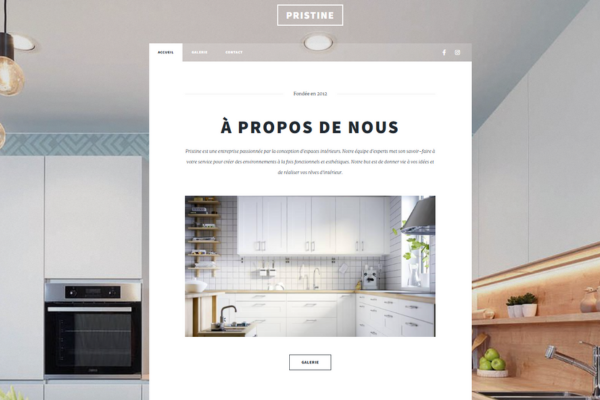 PRISTINE
ACCUEIL GALERIE CONTACT
Fondée en 2012
À PROPOS DE NOUS
Pristine est une entreprise passionnée par la conception d'espaces intérieurs. Notre équipe d'experts met son savoir-faire à
votre service pour créer des environnements à la fois fonctionnels et esthétiques. Notre but est de donner vie à vos idées et
de réaliser vos rêves d'intérieur.
GALERIE